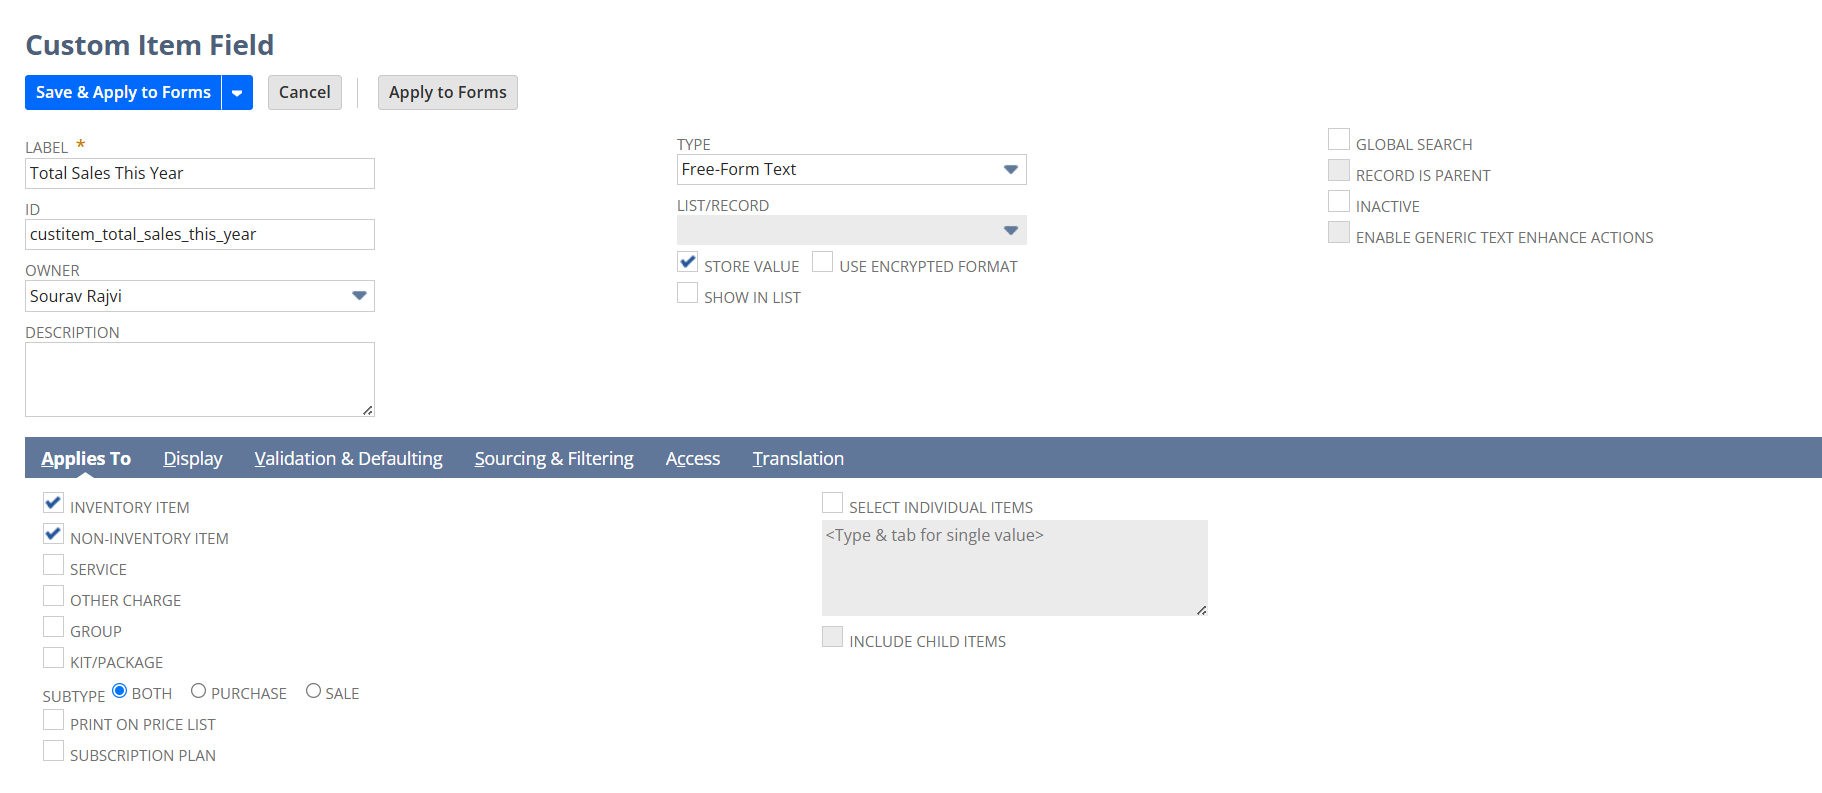 Custom Item Field
Save & Apply to Forms
Cancel
Apply to Forms
LABEL *
Total Sales This Year
ID
custitem_total_sales_this_year
OWNER
Sourav Rajvi
DESCRIPTION
TYPE
Free-Form Text
LIST/RECORD
STORE VALUE USE ENCRYPTED FORMAT
SHOW IN LIST
GLOBAL SEARCH
RECORD IS PARENT
INACTIVE
ENABLE GENERIC TEXT ENHANCE ACTIONS
Applies To Display Validation & Defaulting Sourcing & Filtering Access Translation
INVENTORY ITEM
NON-INVENTORY ITEM
SERVICE
OTHER CHARGE
GROUP
KIT/PACKAGE
SUBTYPE BOTH PURCHASE SALE
PRINT ON PRICE LIST
SUBSCRIPTION PLAN
SELECT INDIVIDUAL ITEMS
<Type & tab for single value>
INCLUDE CHILD ITEMS